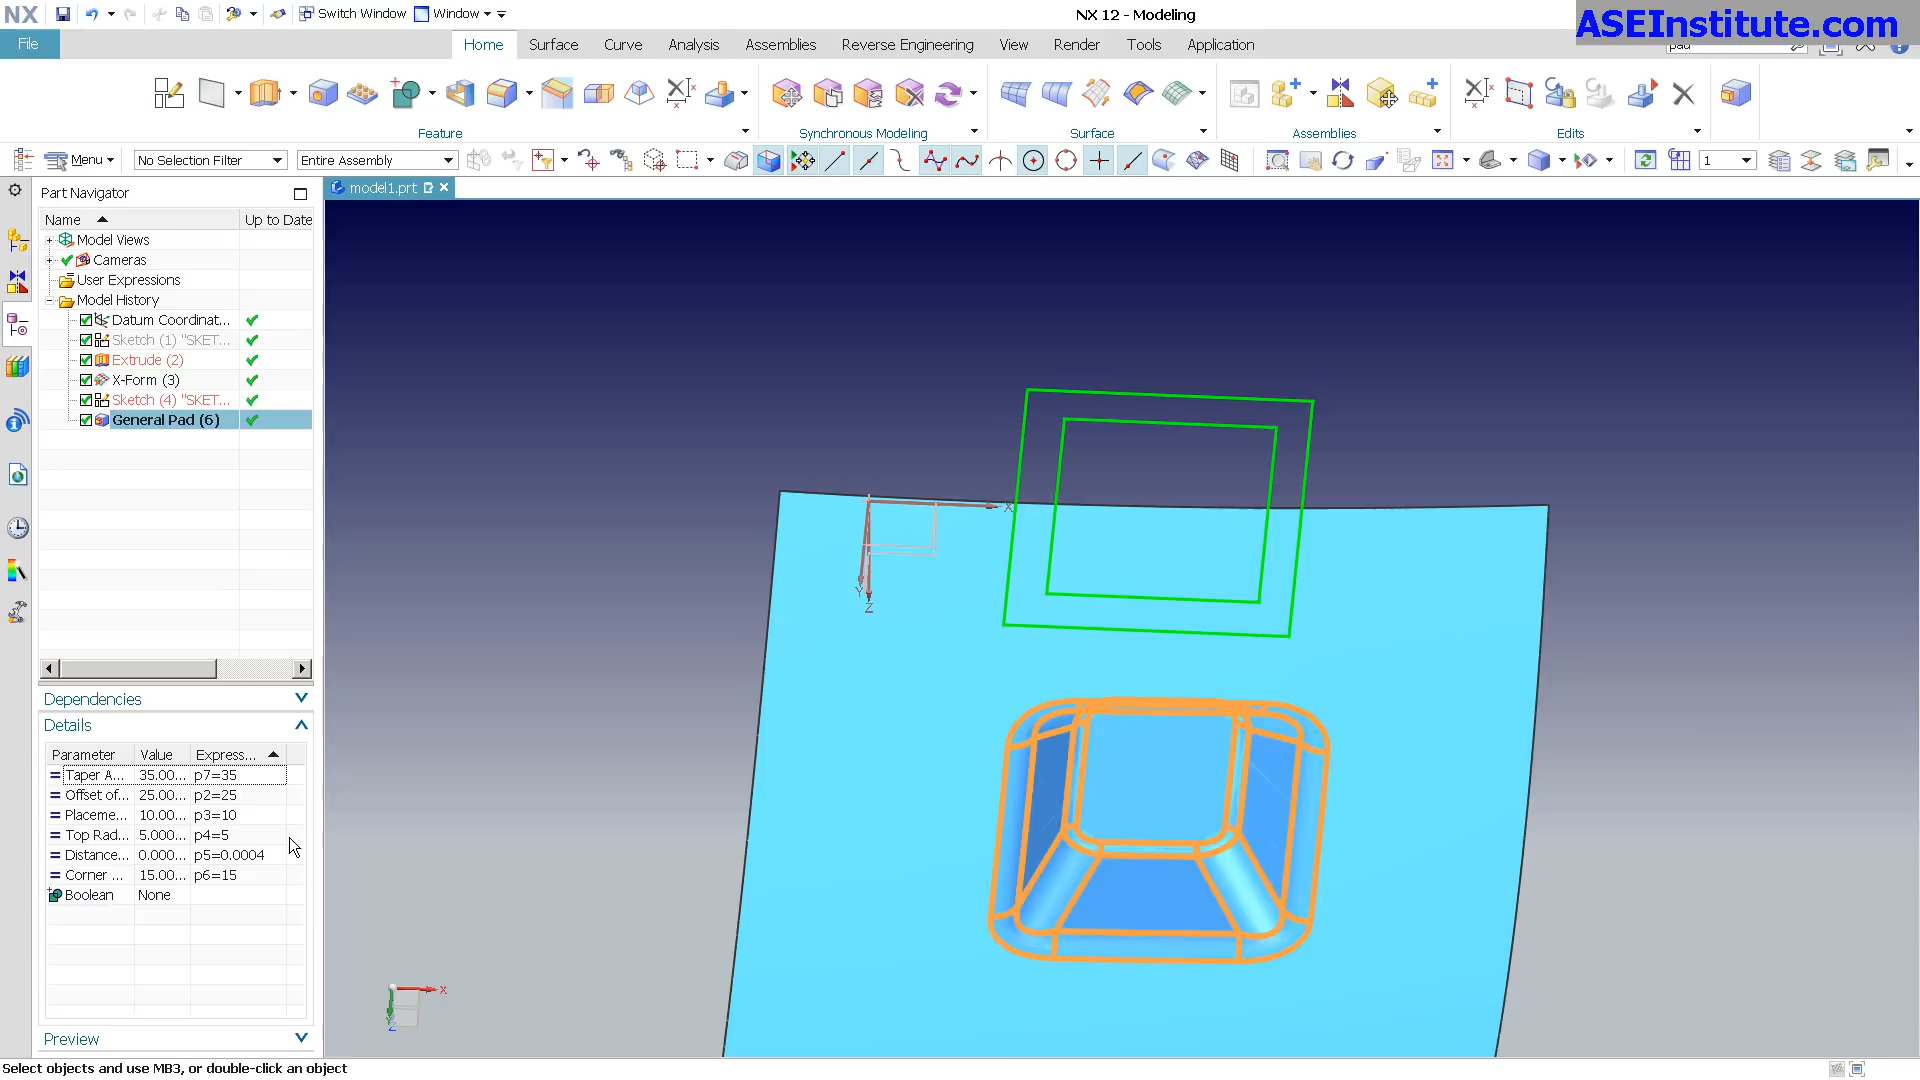 NX
Switch Window
Window
NX 12 - Modeling
ASEInstitute.com
File
Home
Surface
Curve
Analysis
Assemblies
Reverse Engineering
View
Render
Tools
Application
pad
Feature
Synchronous Modeling
Surface
Assemblies
Edits
Menu
No Selection Filter
Entire Assembly
1
Part Navigator
model1.prt
Name
Up to Date
Model Views
Cameras
User Expressions
Model History
Datum Coordinat...
Sketch (1) "SKET...
Extrude (2)
X-Form (3)
Sketch (4) "SKET...
General Pad (6)
X
Y
Z
Dependencies
Details
Parameter Value Express...
Taper A... 35.00... p7=35
Offset of... 25.00... p2=25
Placeme... 10.00... p3=10
Top Rad... 5.000... p4=5
Distance... 0.000... p5=0.0004
Corner ... 15.00... p6=15
Boolean None
X
Z
Preview
Select objects and use MB3, or double-click an object